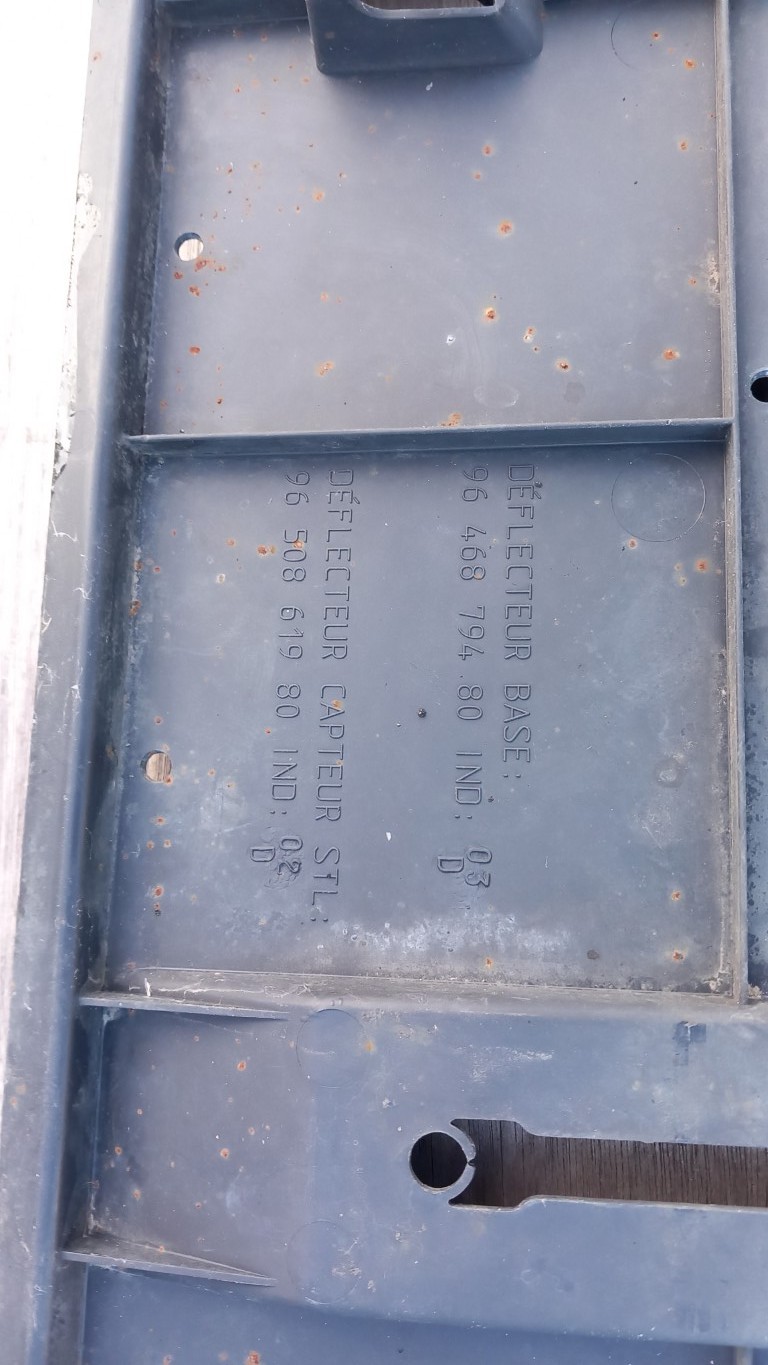 DÉFLECTEUR BASE:
96 468 794 80 IND: 03
D
DÉFLECTEUR CAPTEUR STL:
96 508 619 80 IND: 02
D